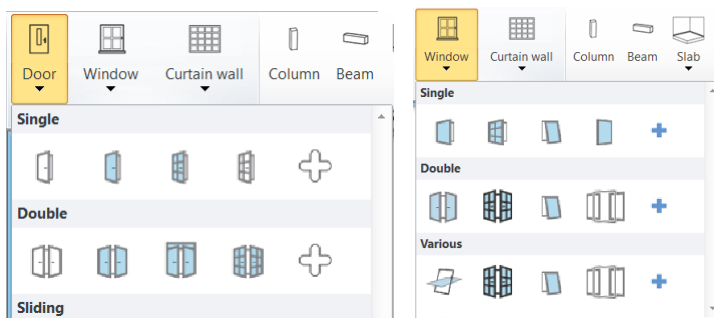 Door Window Curtain wall Column Beam
Single
Double
Sliding
Window Curtain wall Column Beam Slab
Single
Double
Various